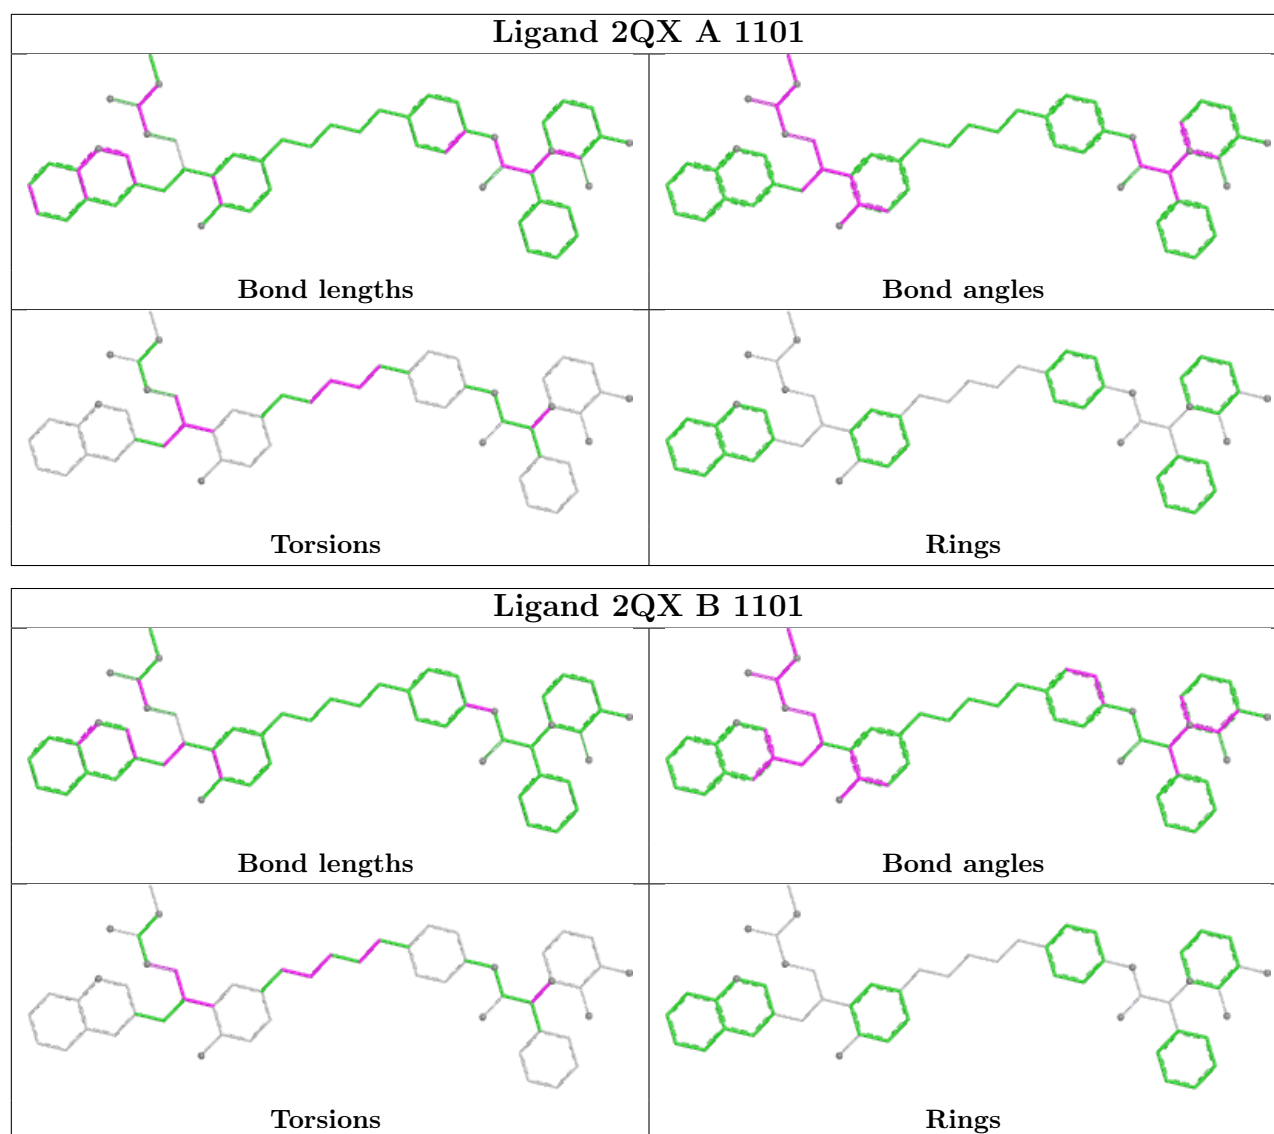 Ligand 2QX A 1101
Bond lengths
Bond angles
Torsions
Rings
Ligand 2QX B 1101
Bond lengths
Bond angles
Torsions
Rings